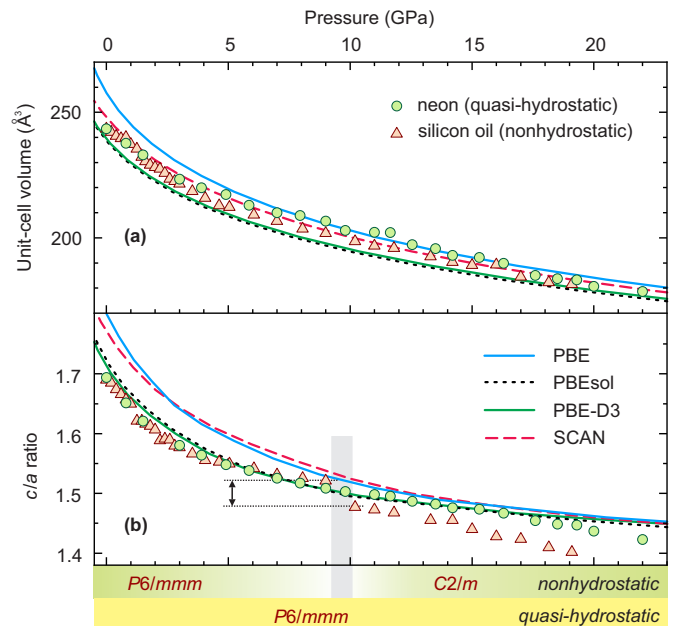 Pressure (GPa)
0 5 10 15 20
Unit-cell volume (Å³)
250
200
neon (quasi-hydrostatic)
silicon oil (nonhydrostatic)
(a)
c/a ratio
1.7
1.6
1.5
1.4
PBE
PBEsol
PBE-D3
SCAN
(b)
P6/mmm C2/m nonhydrostatic
P6/mmm quasi-hydrostatic